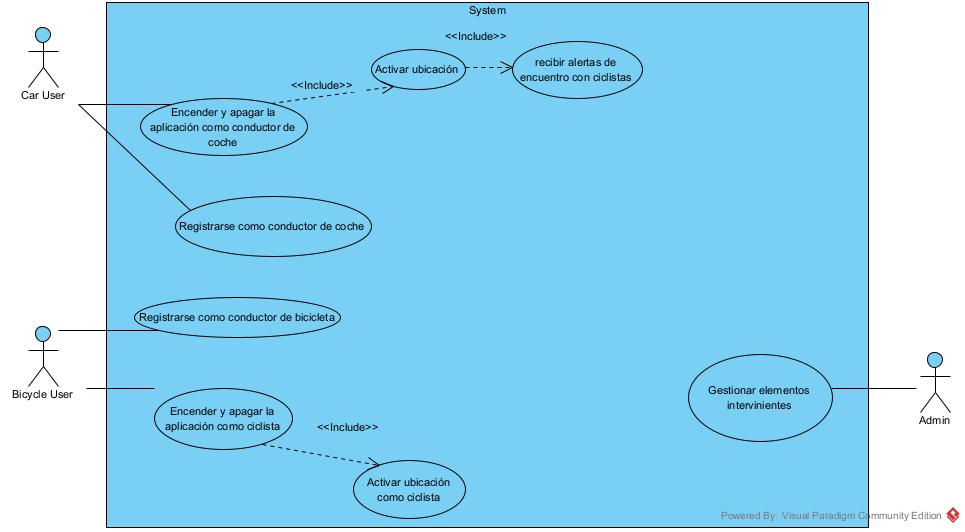 System
Car User
<<Include>>
Activar ubicación
recibir alertas de
encuentro con ciclistas
<<Include>>
Encender y apagar la
aplicación como conductor de
coche
Registrarse como conductor de coche
Registrarse como conductor de bicicleta
Bicycle User
Encender y apagar la
aplicación como ciclista
<<Include>>
Activar ubicación
como ciclista
Gestionar elementos
intervinientes
Admin
Powered By Visual Paradigm Community Edition